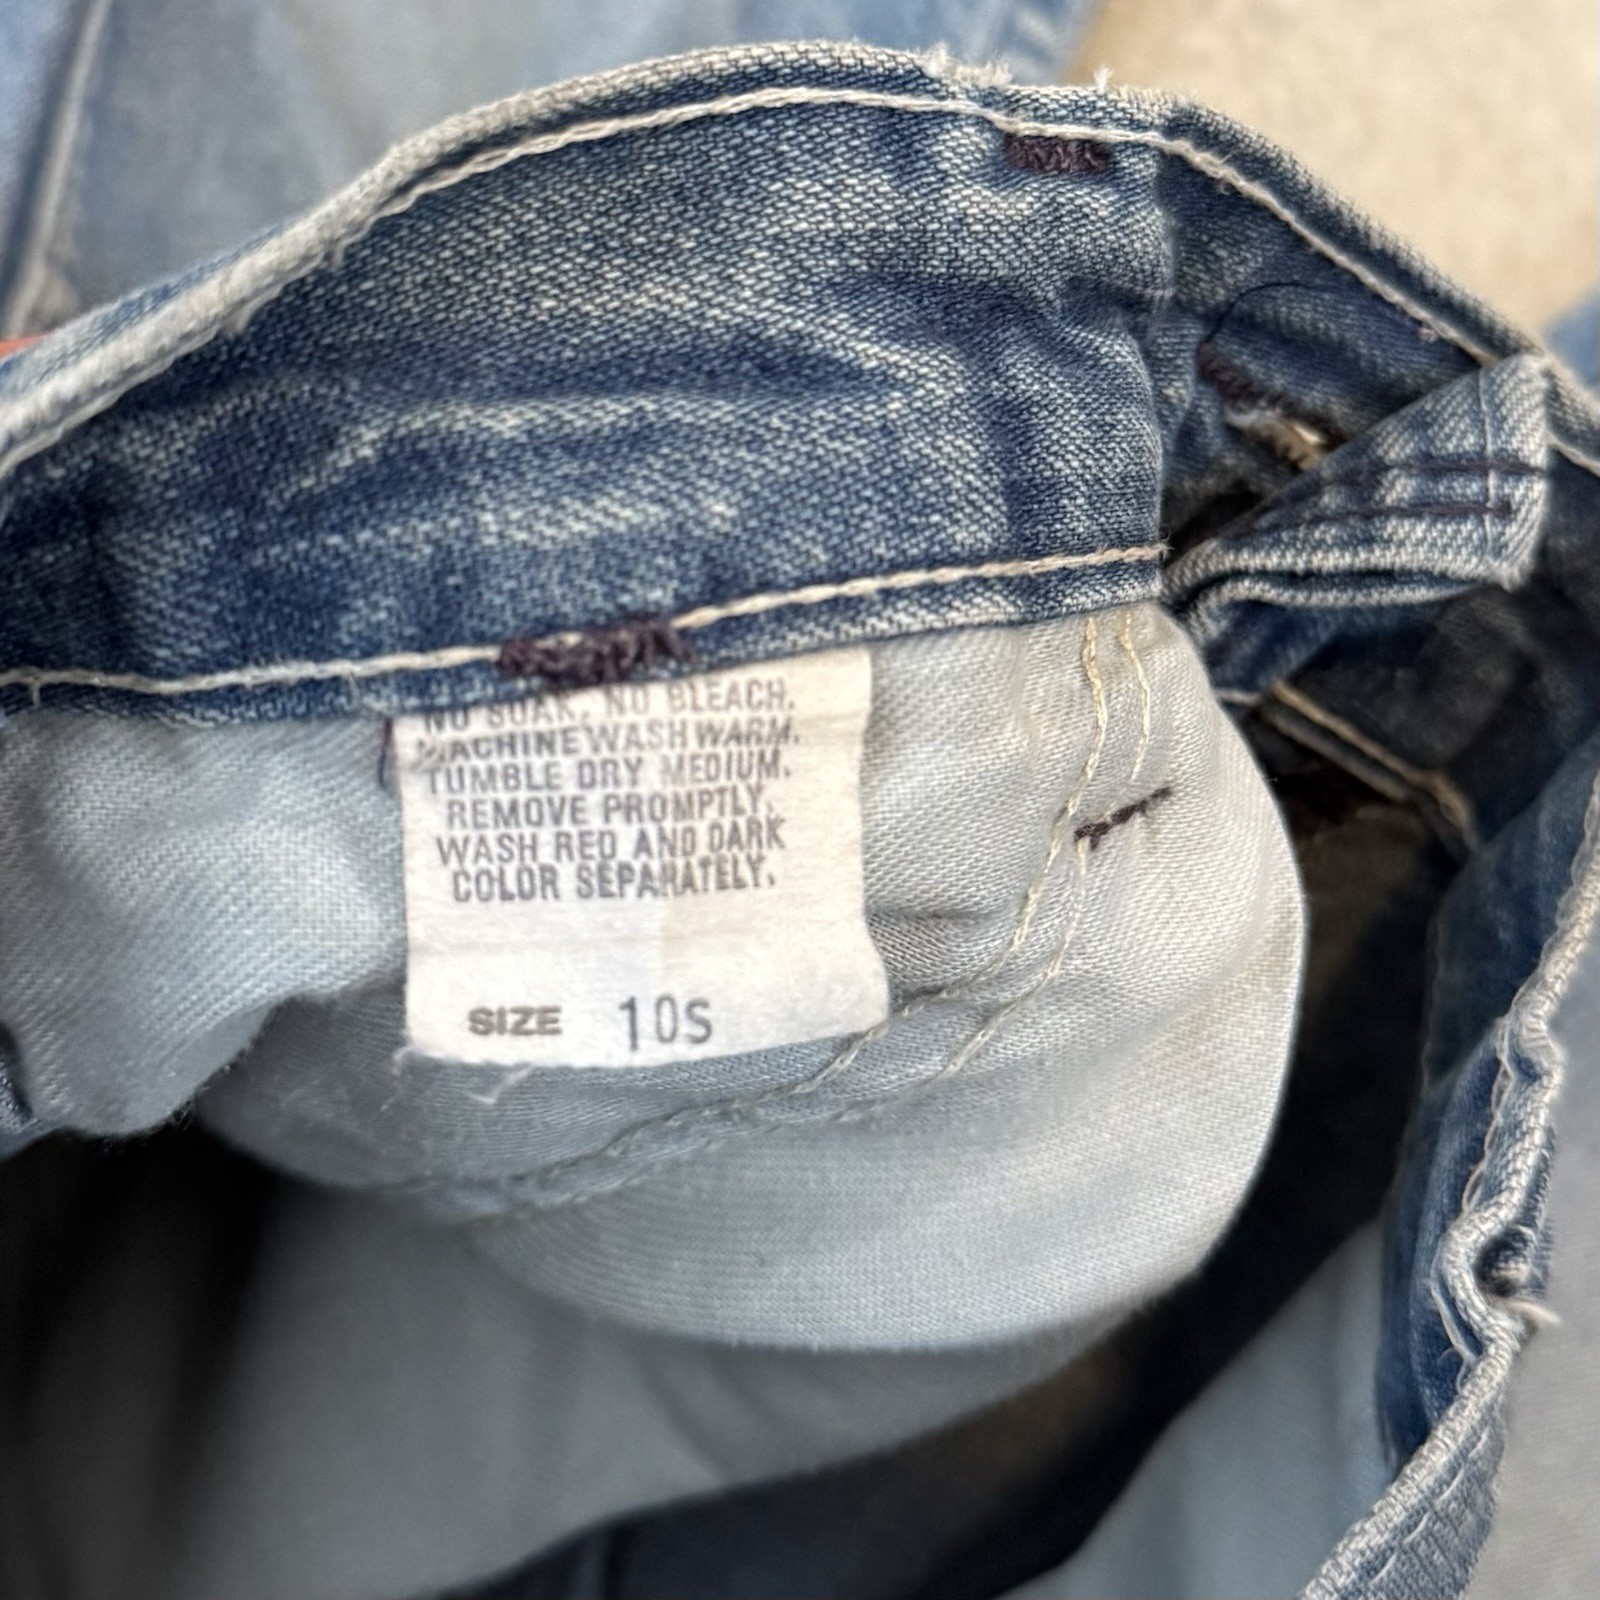 NO SOAK. NO BLEACH.
MACHINE WASH WARM.
TUMBLE DRY MEDIUM.
REMOVE PROMPTLY.
WASH RED AND DARK
COLOR SEPARATELY.
SIZE 10S